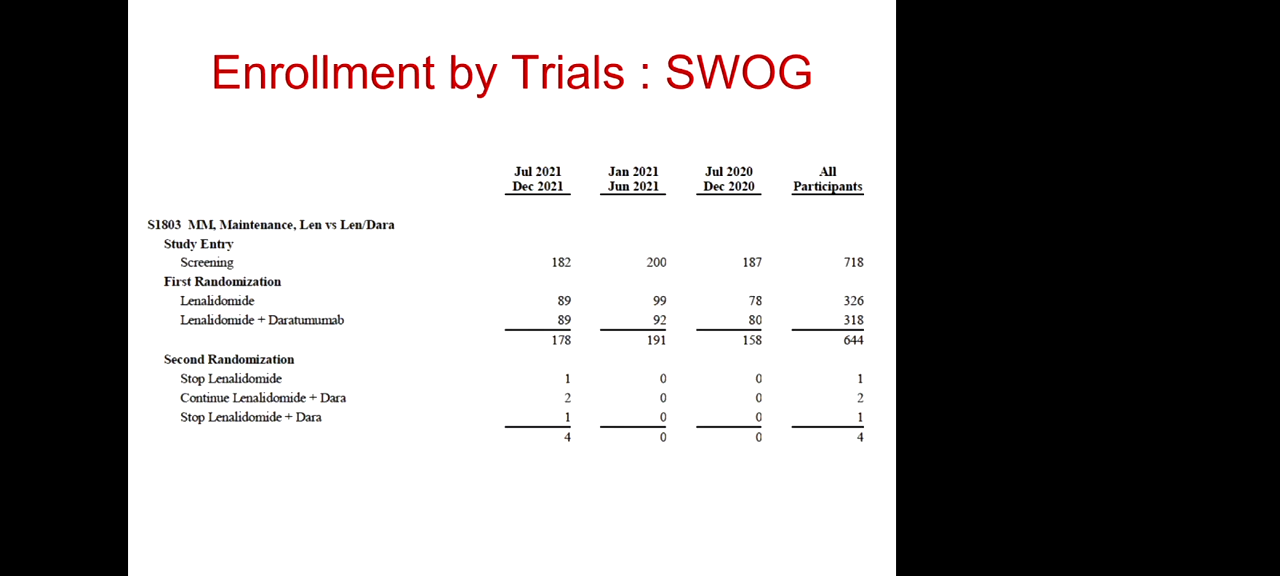 Enrollment by Trials : SWOG
Jul 2021 Jan 2021 Jul 2020 All
Dec 2021 Jun 2021 Dec 2020 Participants
S1803 MM, Maintenance, Len vs Len/Dara
Study Entry
Screening 182 200 187 718
First Randomization
Lenalidomide 89 99 78 326
Lenalidomide + Daratumumab 89 92 80 318
178 191 158 644
Second Randomization
Stop Lenalidomide 1 0 0 1
Continue Lenalidomide + Dara 2 0 0 2
Stop Lenalidomide + Dara 1 0 0 1
4 0 0 4